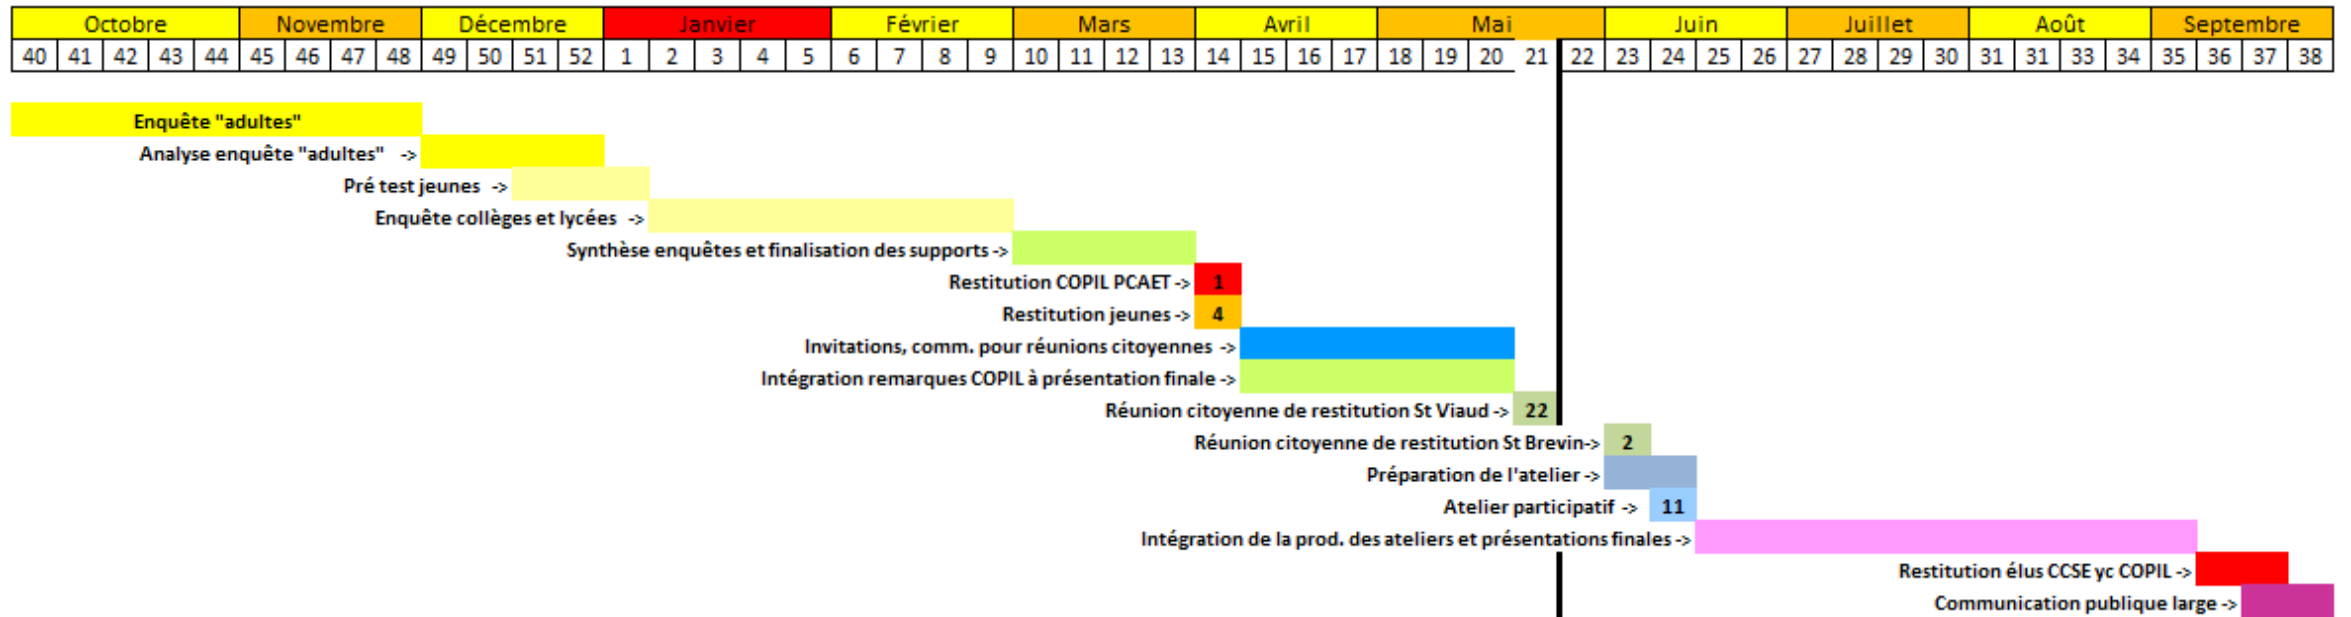 Octobre Novembre Décembre Janvier Février Mars Avril Mai Juin Juillet Août Septembre
40 41 42 43 44 45 46 47 48 49 50 51 52 1 2 3 4 5 6 7 8 9 10 11 12 13 14 15 16 17 18 19 20 21 22 23 24 25 26 27 28 29 30 31 31 33 34 35 36 37 38
Enquête "adultes"
Analyse enquête "adultes" ->
Pré test jeunes ->
Enquête collèges et lycées ->
Synthèse enquêtes et finalisation des supports ->
Restitution COPIL PCAET -> 1
Restitution jeunes -> 4
Invitations, comm. pour réunions citoyennes ->
Intégration remarques COPIL à présentation finale ->
Réunion citoyenne de restitution St Viaud -> 22
Réunion citoyenne de restitution St Brevin-> 2
Préparation de l'atelier ->
Atelier participatif -> 11
Intégration de la prod. des ateliers et présentations finales ->
Restitution élus CCSE yc COPIL ->
Communication publique large ->